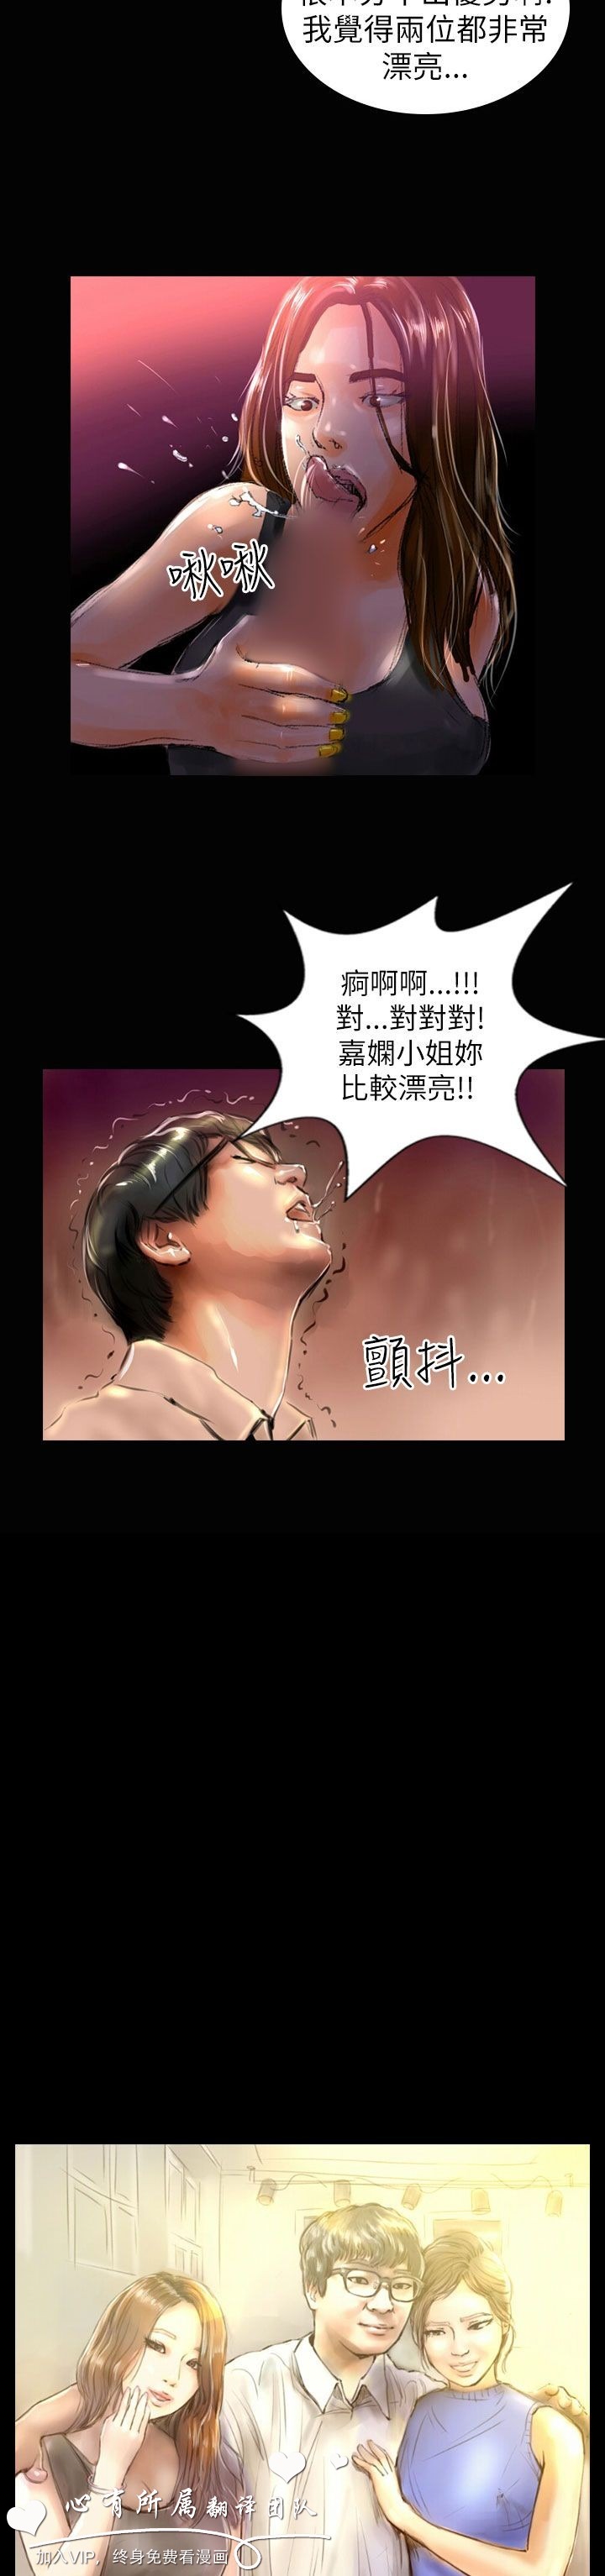 我覺得兩位都非常
漂亮...
啾啾
痾啊啊...!!!
對...對對對!
嘉嫻小姐妳
比較漂亮!!
顫抖...
心有所属翻译团队
加入VIP，终身免费看漫画